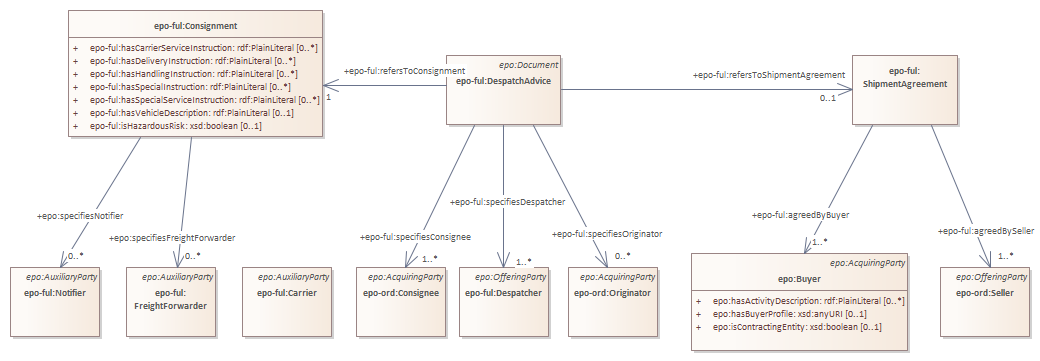 epo-ful:Consignment
+ epo-ful:hasCarrierServiceInstruction: rdf:PlainLiteral [0..*]
+ epo-ful:hasDeliveryInstruction: rdf:PlainLiteral [0..*]
+ epo-ful:hasHandlingInstruction: rdf:PlainLiteral [0..*]
+ epo-ful:hasSpecialInstruction: rdf:PlainLiteral [0..*]
+ epo-ful:hasSpecialServiceInstruction: rdf:PlainLiteral [0..*]
+ epo-ful:hasVehicleDescription: rdf:PlainLiteral [0..1]
+ epo-ful:isHazardousRisk: xsd:boolean [0..1]
+epo-ful:refersToConsignment
1
epo:Document
epo-ful:DespatchAdvice
+epo-ful:refersToShipmentAgreement
0..1
epo-ful:
ShipmentAgreement
+epo:specifiesNotifier
0..*
+epo:specifiesFreightForwarder
0..*
+epo-ful:specifiesConsignee
1..*
+epo-ful:specifiesDespatcher
1..*
+epo-ful:specifiesOriginator
0..*
+epo-ful:agreedByBuyer
1..*
+epo-ful:agreedBySeller
1..*
epo:AuxiliaryParty
epo-ful:Notifier
epo:AuxiliaryParty
epo-ful:
FreightForwarder
epo:AuxiliaryParty
epo-ful:Carrier
epo:AcquiringParty
epo-ord:Consignee
epo:OfferingParty
epo-ful:Despatcher
epo:AcquiringParty
epo-ord:Originator
epo:AcquiringParty
epo:Buyer
+ epo:hasActivityDescription: rdf:PlainLiteral [0..*]
+ epo:hasBuyerProfile: xsd:anyURI [0..1]
+ epo:isContractingEntity: xsd:boolean [0..1]
epo:OfferingParty
epo-ord:Seller